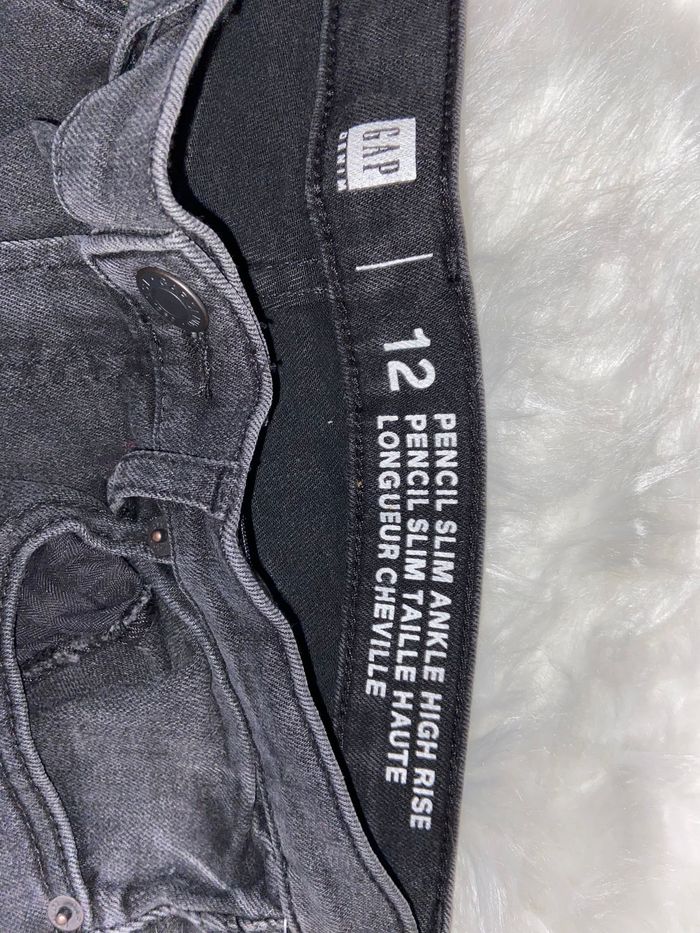 GAP
DENIM
12
PENCIL SLIM ANKLE HIGH RISE
PENCIL SLIM TAILLE HAUTE
LONGUEUR CHEVILLE